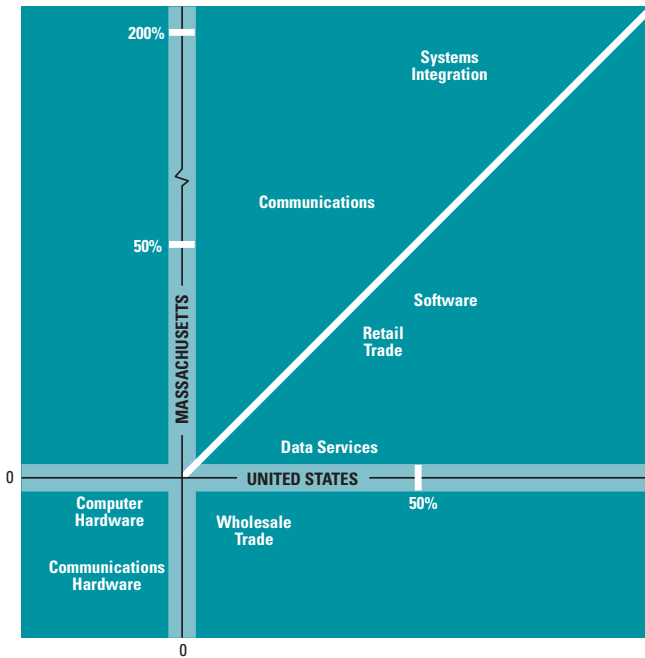 200%
Systems
Integration
Communications
50%
MASSACHUSETTS
Software
Retail
Trade
Data Services
0
UNITED STATES
50%
Computer
Hardware
Wholesale
Trade
Communications
Hardware
0